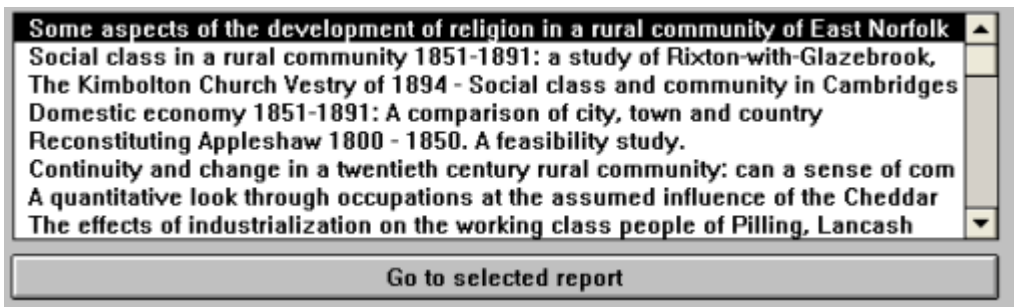 Some aspects of the development of religion in a rural community of East Norfolk
Social class in a rural community 1851-1891: a study of Rixton-with-Glazebrook,
The Kimbolton Church Vestry of 1894 - Social class and community in Cambridges
Domestic economy 1851-1891: A comparison of city, town and country
Reconstituting Appleshaw 1800 - 1850. A feasibility study.
Continuity and change in a twentieth century rural community: can a sense of com
A quantitative look through occupations at the assumed influence of the Cheddar
The effects of industrialization on the working class people of Pilling, Lancash
Go to selected report